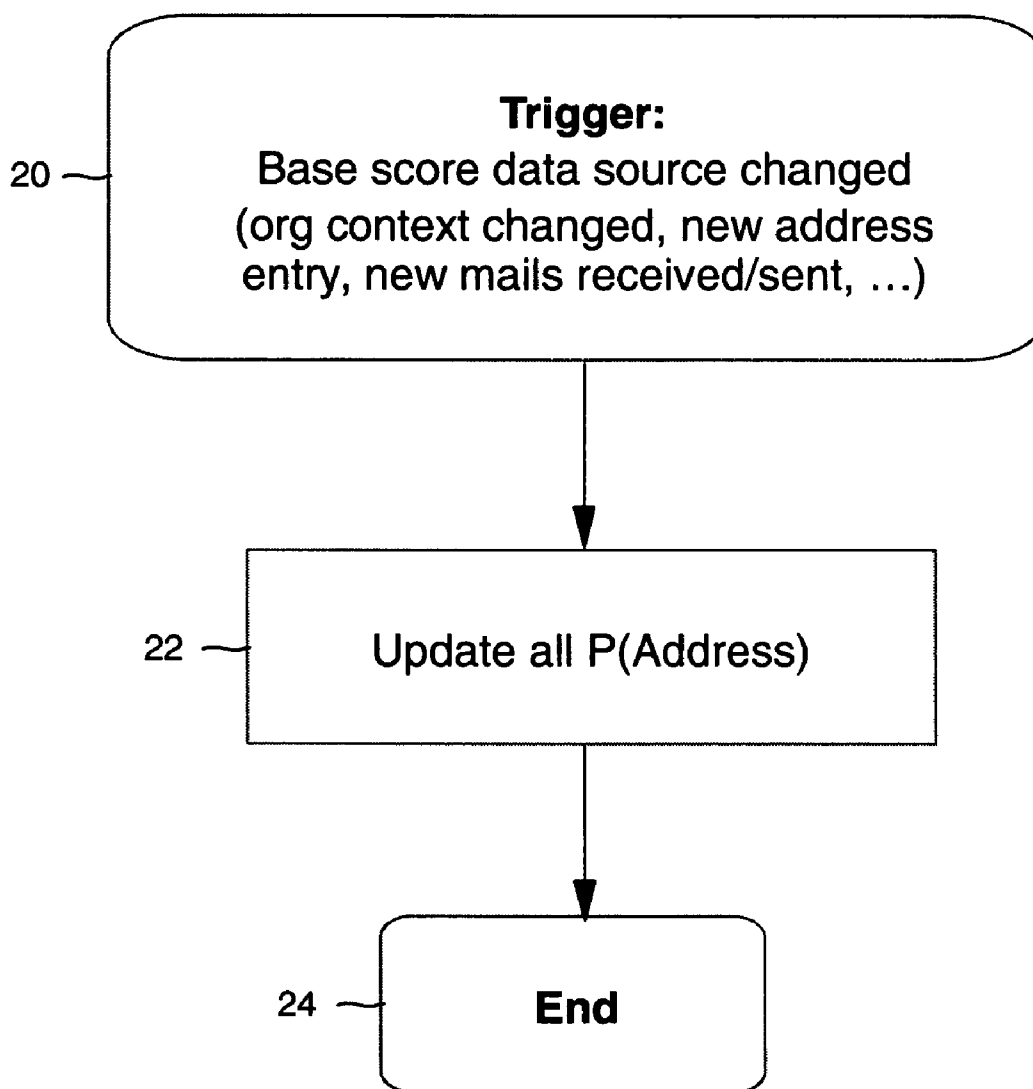 Trigger:
20
Base score data source changed
(org context changed, new address
entry, new mails received/sent, ...)
22
Update all P(Address)
24
End